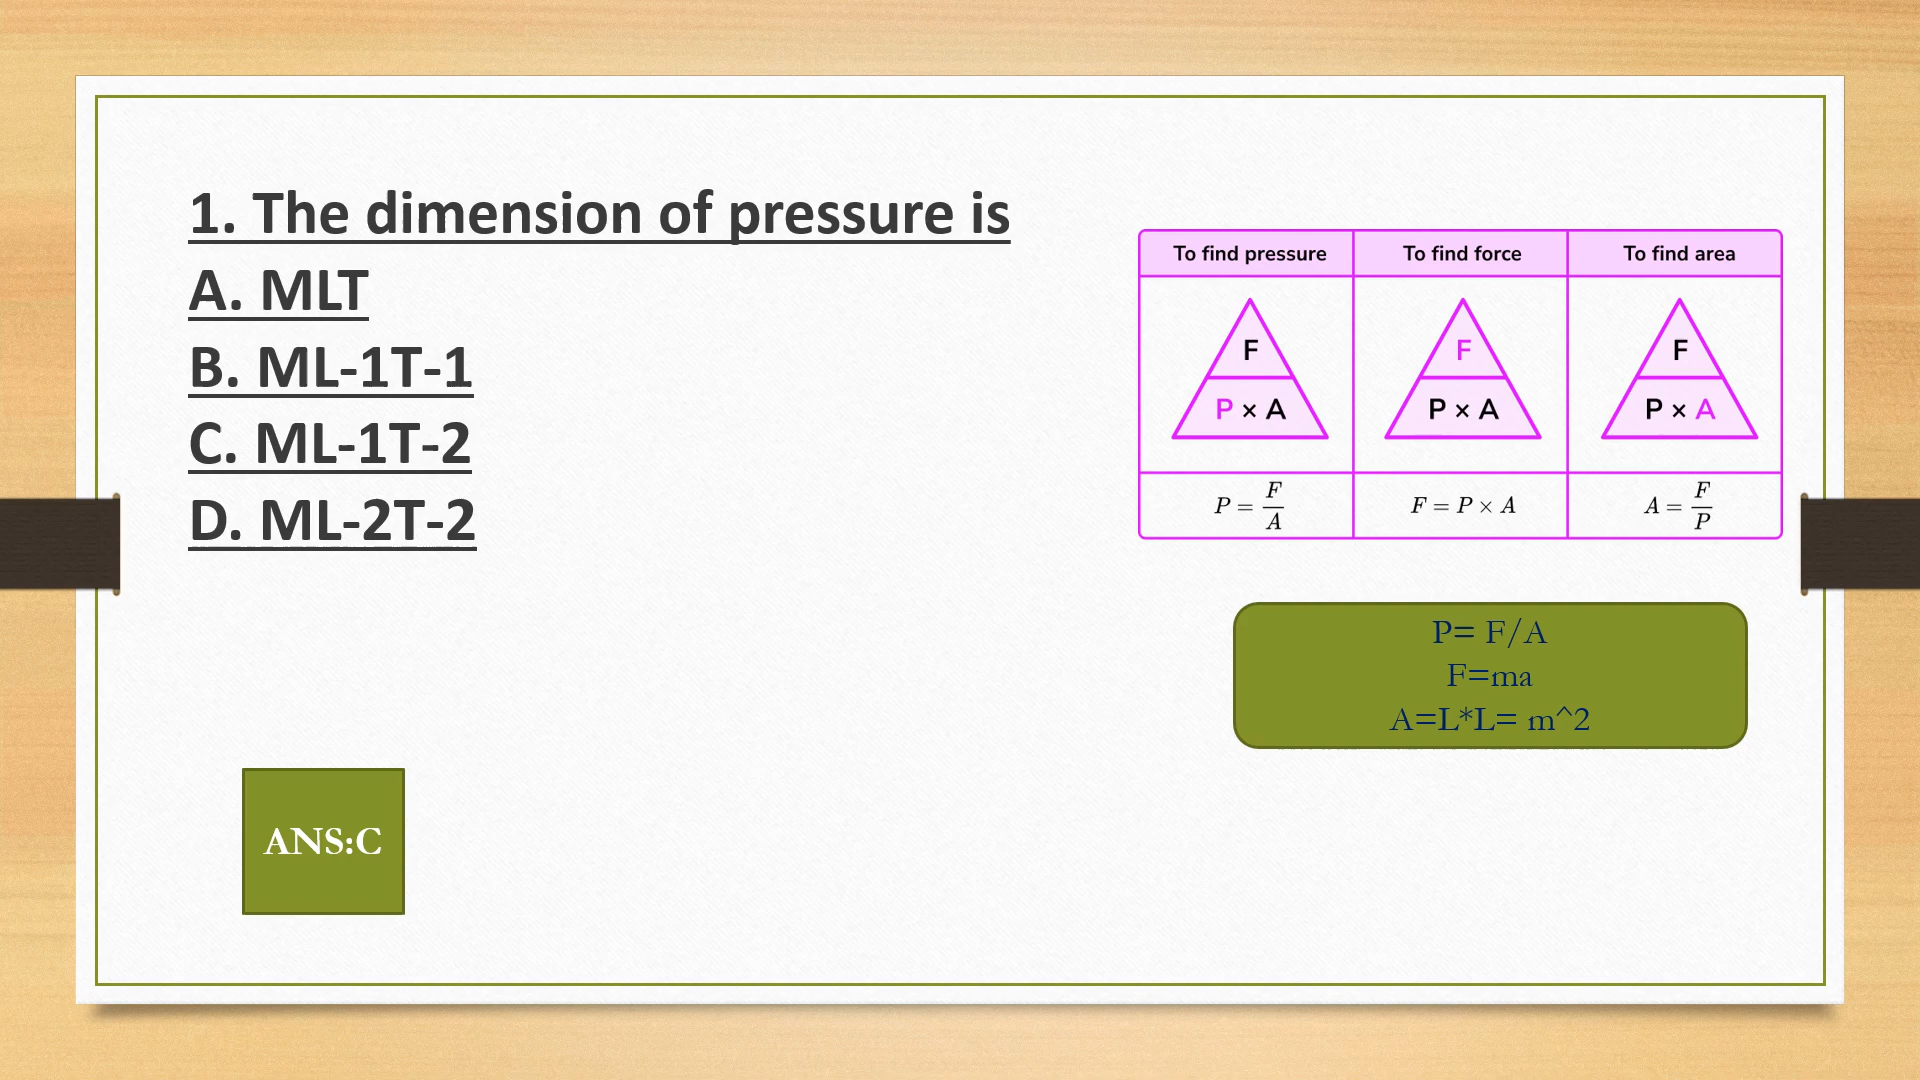 1. The dimension of pressure is
A. MLT
B. ML-1T-1
C. ML-1T-2
D. ML-2T-2
To find pressure To find force To find area
F F F
P × A P × A P × A
P = F/A F = P × A A = F/P
P= F/A
F=ma
A=L*L= m^2
ANS:C